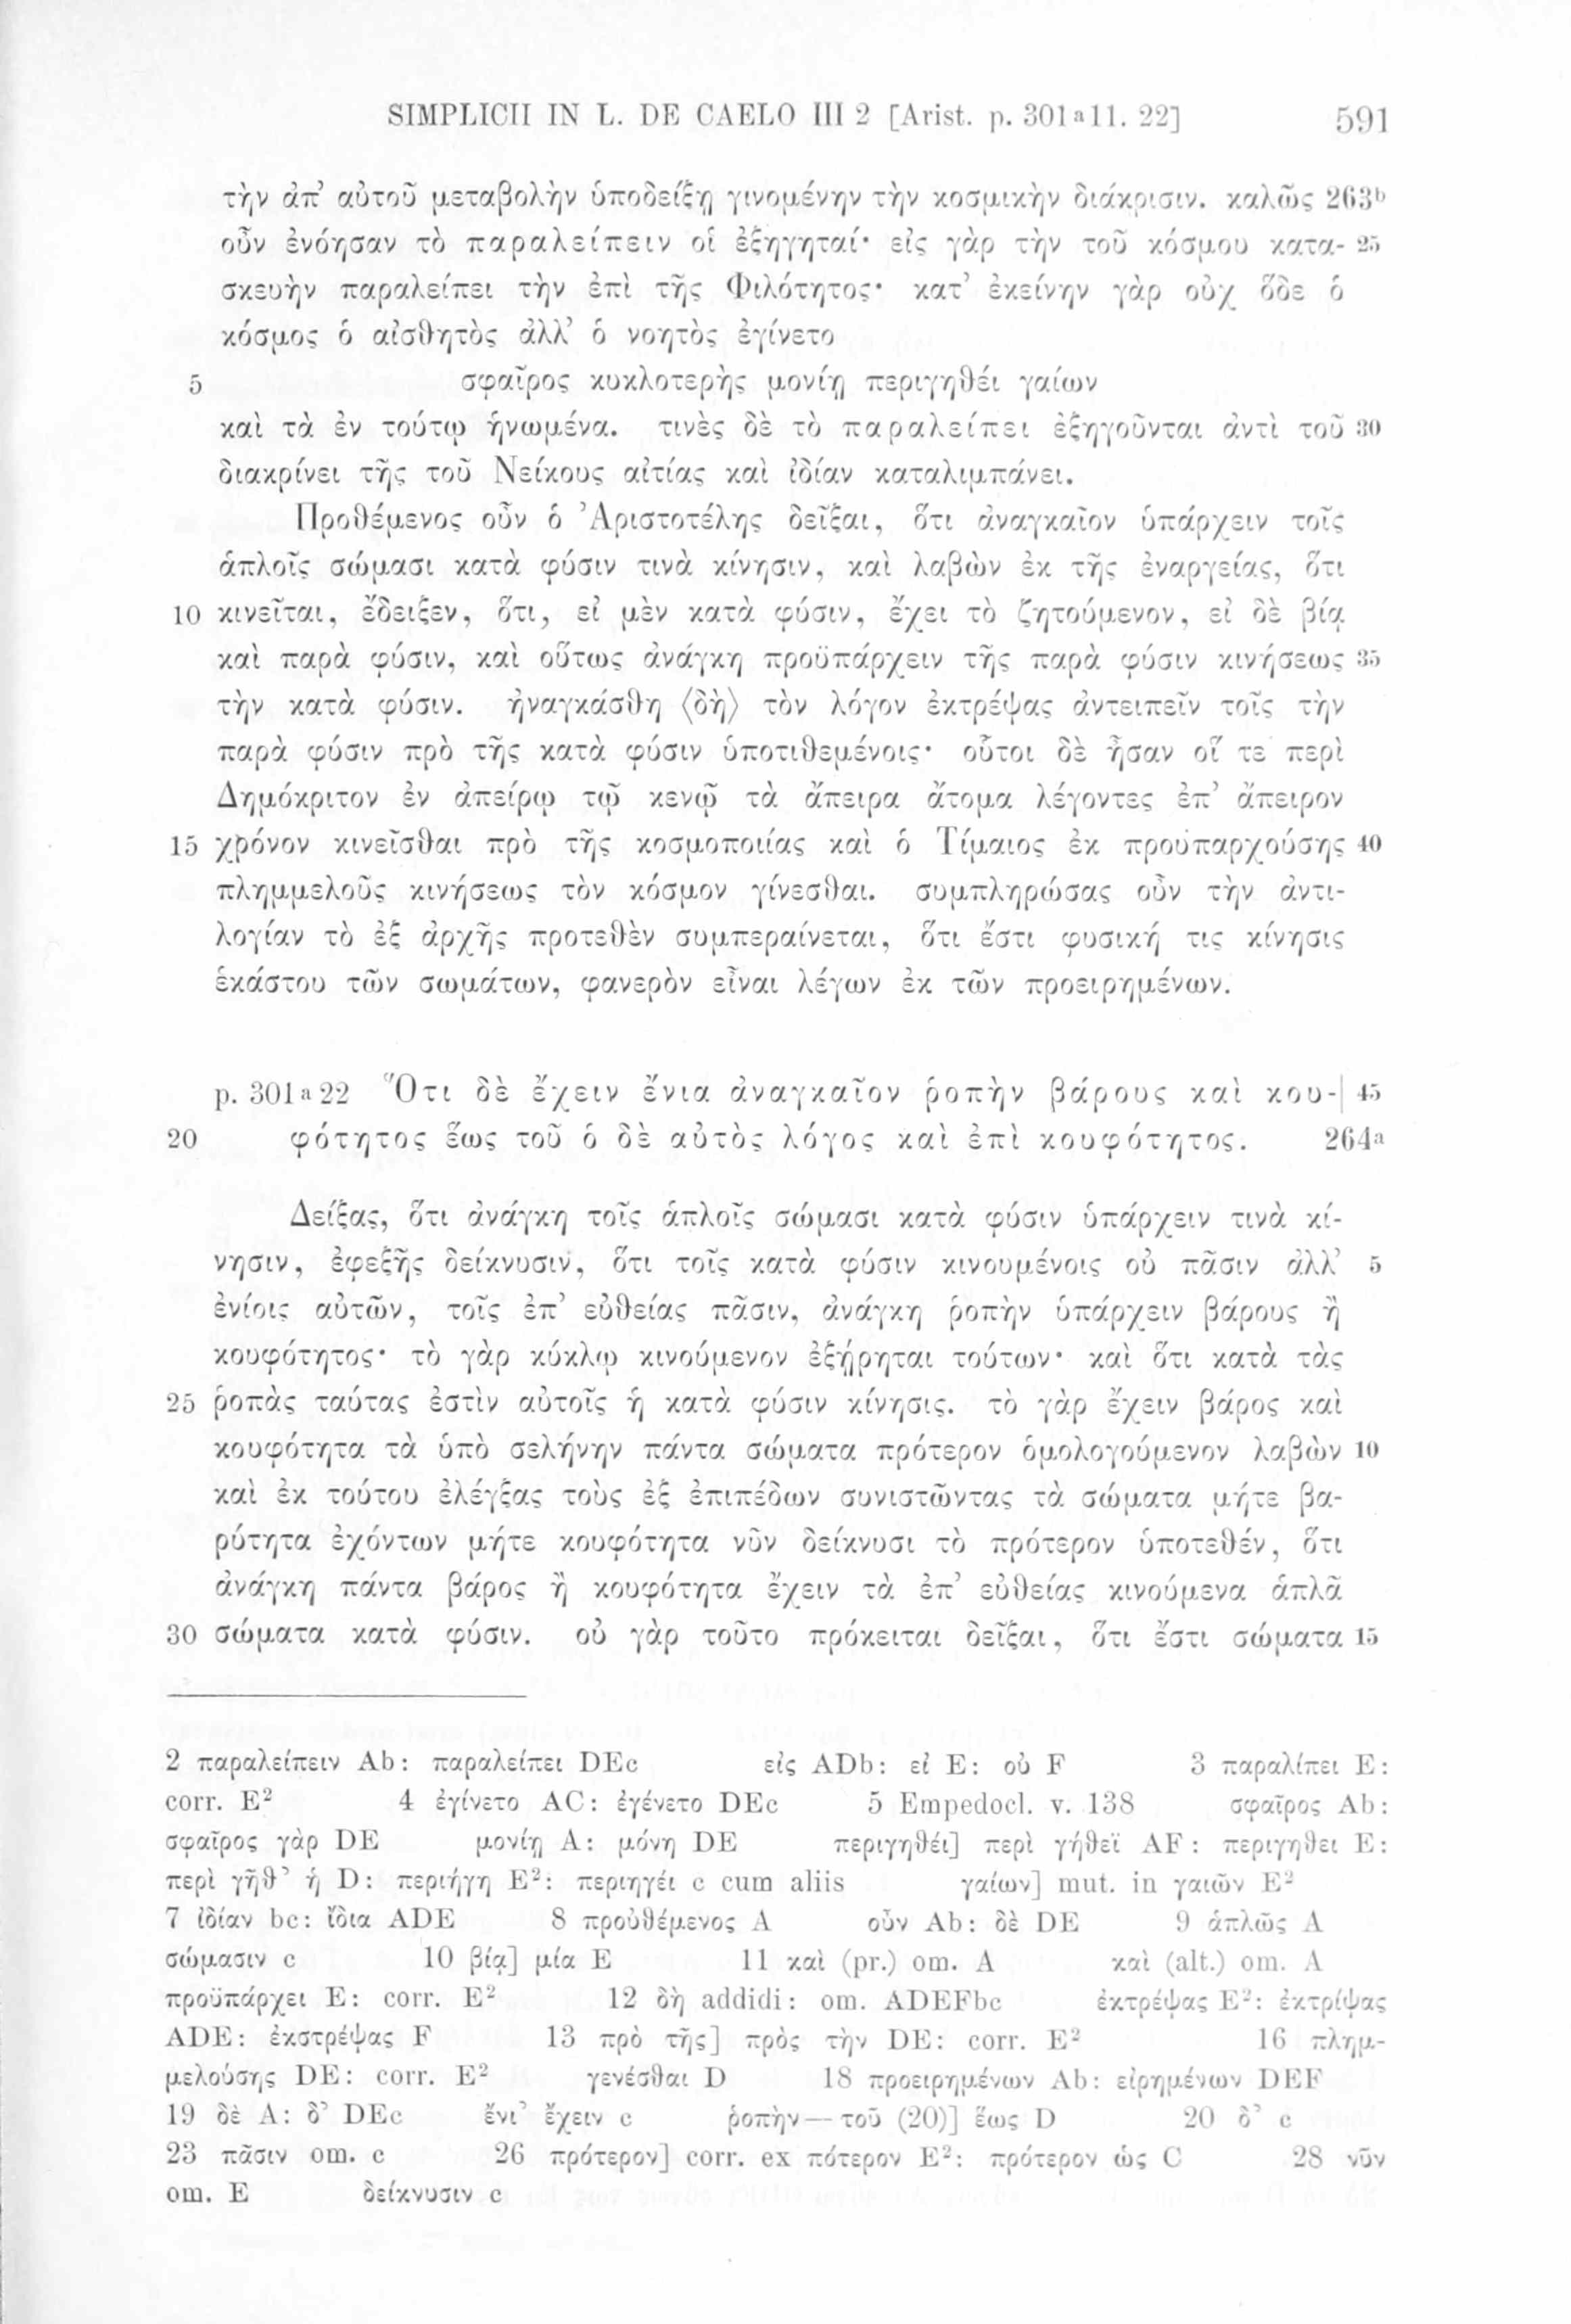 SIMPLICII IN L. DE CAELO III 2 [Arist. p. 301ᵃ11. 22] 591
τὴν ἀπ’ αὐτοῦ μεταβολὴν ὑποδείξῃ γινομένην τὴν κοσμικὴν διάκρισιν. καλῶς 263ᵇ
οὖν ἐνόησαν τὸ παραλείπειν οἱ ἐξηγηταί· εἰς γὰρ τὴν τοῦ κόσμου κατα- 25
σκευὴν παραλείπει τὴν ἐπὶ τῆς Φιλότητος· κατ’ ἐκείνην γὰρ οὐχ ὅδε ὁ
κόσμος ὁ αἰσθητὸς ἀλλ’ ὁ νοητὸς ἐγίνετο
5 σφαῖρος κυκλοτερὴς μονίῃ περιγηθέι γαίων
καὶ τὰ ἐν τούτῳ ἡνωμένα. τινὲς δὲ τὸ παραλείπει ἐξηγοῦνται ἀντὶ τοῦ 30
διακρίνει τῆς τοῦ Νείκους αἰτίας καὶ ἰδίαν καταλιμπάνει.
Προθέμενος οὖν ὁ Ἀριστοτέλης δεῖξαι, ὅτι ἀναγκαῖον ὑπάρχειν τοῖς
ἁπλοῖς σώμασι κατὰ φύσιν τινὰ κίνησιν, καὶ λαβὼν ἐκ τῆς ἐναργείας, ὅτι
10 κινεῖται, ἔδειξεν, ὅτι, εἰ μὲν κατὰ φύσιν, ἔχει τὸ ζητούμενον, εἰ δὲ βίᾳ
καὶ παρὰ φύσιν, καὶ οὕτως ἀνάγκη προϋπάρχειν τῆς παρὰ φύσιν κινήσεως 35
τὴν κατὰ φύσιν. ἠναγκάσθη ⟨δὴ⟩ τὸν λόγον ἐκτρέψας ἀντειπεῖν τοῖς τὴν
παρὰ φύσιν πρὸ τῆς κατὰ φύσιν ὑποτιθεμένοις· οὗτοι δὲ ἦσαν οἵ τε περὶ
Δημόκριτον ἐν ἀπείρῳ τῷ κενῷ τὰ ἄπειρα ἄτομα λέγοντες ἐπ’ ἄπειρον
15 χρόνον κινεῖσθαι πρὸ τῆς κοσμοποιίας καὶ ὁ Τίμαιος ἐκ προϋπαρχούσης 40
πλημμελοῦς κινήσεως τὸν κόσμον γίνεσθαι. συμπληρώσας οὖν τὴν ἀντι-
λογίαν τὸ ἐξ ἀρχῆς προτεθὲν συμπεραίνεται, ὅτι ἔστι φυσική τις κίνησις
ἑκάστου τῶν σωμάτων, φανερὸν εἶναι λέγων ἐκ τῶν προειρημένων.
p. 301ᵃ22 Ὅτι δὲ ἔχειν ἔνια ἀναγκαῖον ῥοπὴν βάρους καὶ κου-| 45
20 φότητος ἕως τοῦ ὁ δὲ αὐτὸς λόγος καὶ ἐπὶ κουφότητος. 264ᵃ
Δείξας, ὅτι ἀνάγκη τοῖς ἁπλοῖς σώμασι κατὰ φύσιν ὑπάρχειν τινὰ κί-
νησιν, ἐφεξῆς δείκνυσιν, ὅτι τοῖς κατὰ φύσιν κινουμένοις οὐ πᾶσιν ἀλλ’ 5
ἐνίοις αὐτῶν, τοῖς ἐπ’ εὐθείας πᾶσιν, ἀνάγκη ῥοπὴν ὑπάρχειν βάρους ἢ
κουφότητος· τὸ γὰρ κύκλῳ κινούμενον ἐξῄρηται τούτων· καὶ ὅτι κατὰ τὰς
25 ῥοπὰς ταύτας ἐστὶν αὐτοῖς ἡ κατὰ φύσιν κίνησις. τὸ γὰρ ἔχειν βάρος καὶ
κουφότητα τὰ ὑπὸ σελήνην πάντα σώματα πρότερον ὁμολογούμενον λαβὼν 10
καὶ ἐκ τούτου ἐλέγξας τοὺς ἐξ ἐπιπέδων συνιστῶντας τὰ σώματα μήτε βα-
ρύτητα ἐχόντων μήτε κουφότητα νῦν δείκνυσι τὸ πρότερον ὑποτεθέν, ὅτι
ἀνάγκη πάντα βάρος ἢ κουφότητα ἔχειν τὰ ἐπ’ εὐθείας κινούμενα ἁπλᾶ
30 σώματα κατὰ φύσιν. οὐ γὰρ τοῦτο πρόκειται δεῖξαι, ὅτι ἔστι σώματα 15
2 παραλείπειν Ab: παραλείπει DEc εἰς ADb: εἰ E: οὐ F 3 παραλίπει E:
corr. E² 4 ἐγίνετο AC: ἐγένετο DEc 5 Empedocl. v. 138 σφαῖρος Ab:
σφαῖρος γὰρ DE μονίῃ A: μόνη DE περιγηθέι] περὶ γήθεϊ AF: περιγηθει E:
περὶ γῆθ’ ἡ D: περιήγη E²: περιηγέι c cum aliis γαίων] mut. in γαιῶν E²
7 ἰδίαν bc: ἴδια ADE 8 προὐθέμενος A οὖν Ab: δὲ DE 9 ἁπλῶς A
σώμασιν c 10 βίᾳ] μία E 11 καὶ (pr.) om. A καὶ (alt.) om. A
προϋπάρχει E: corr. E² 12 δὴ addidi: om. ADEFbc ἐκτρέψας E²: ἐκτρίψας
ADE: ἐκστρέψας F 13 πρὸ τῆς] πρὸς τὴν DE: corr. E² 16 πλημ-
μελούσης DE: corr. E² γενέσθαι D 18 προειρημένων Ab: εἰρημένων DEF
19 δὲ A: δ’ DEc ἔνι’ ἔχειν c ῥοπὴν—τοῦ (20)] ἕως D 20 δ’ c
23 πᾶσιν om. c 26 πρότερον] corr. ex πότερον E²: πρότερον ὡς C 28 νῦν
om. E δείκνυσιν c